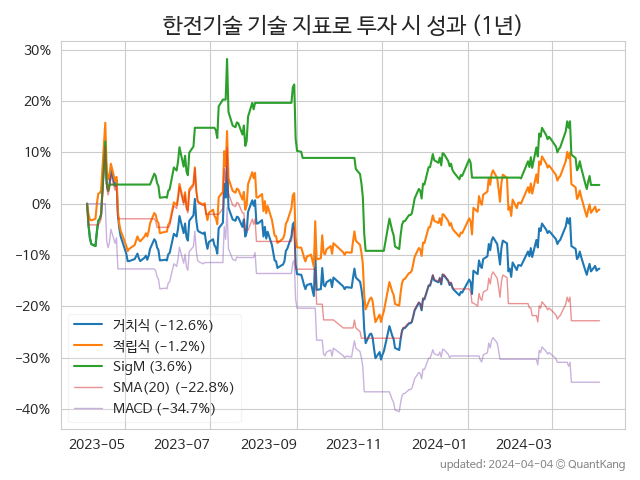 한전기술 기술 지표로 투자 시 성과 (1년)
30%
20%
10%
0%
−10%
−20%
−30%
−40%
거치식 (−12.6%)
적립식 (−1.2%)
SigM (3.6%)
SMA(20) (−22.8%)
MACD (−34.7%)
2023−05 2023−07 2023−09 2023−11 2024−01 2024−03
updated: 2024−04−04 © QuantKang